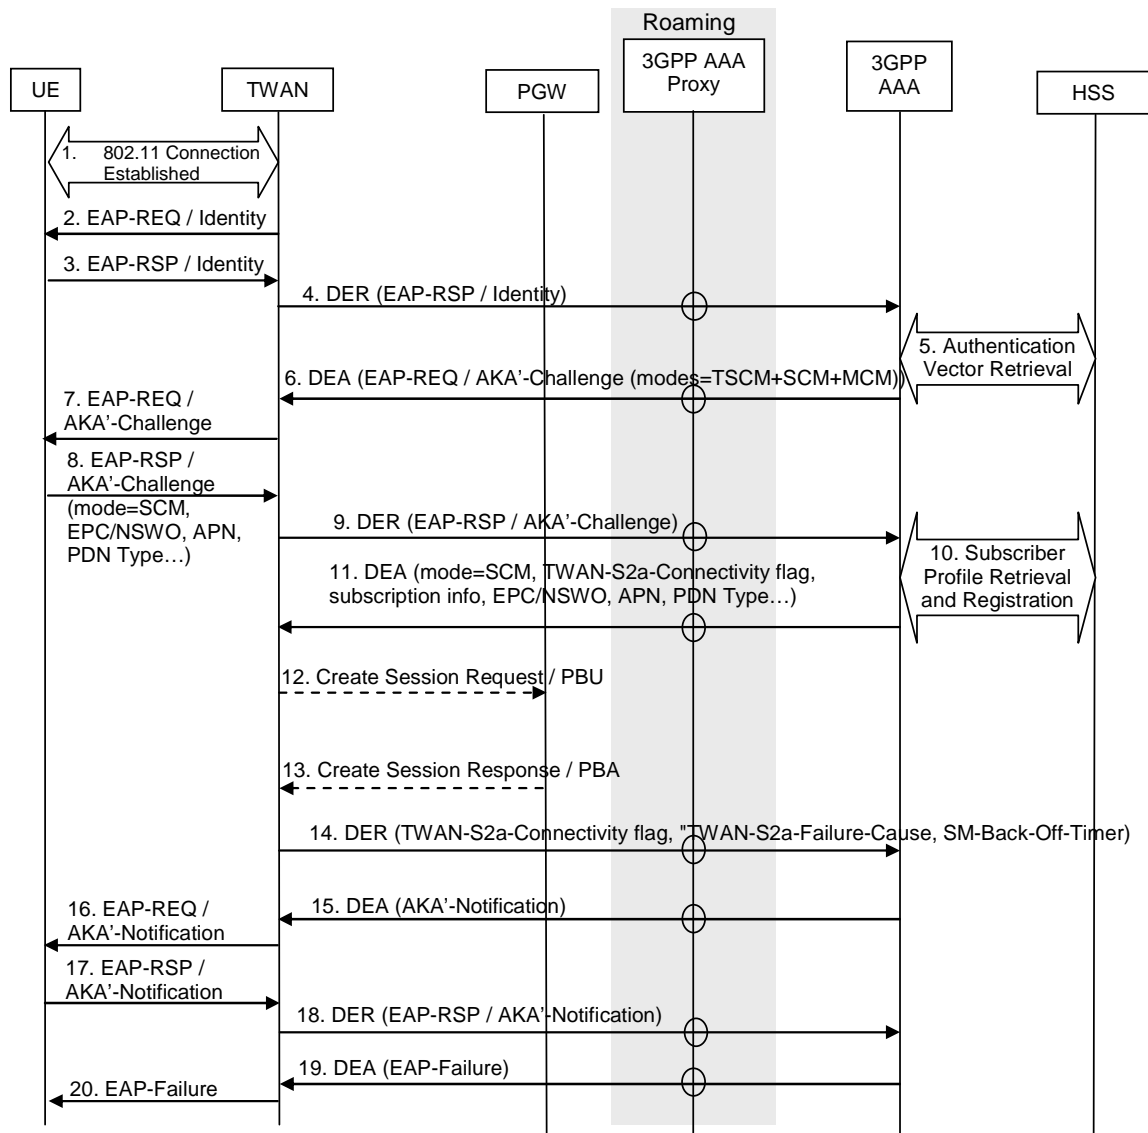 Roaming
UE
TWAN
PGW
3GPP AAA
Proxy
3GPP
AAA
HSS
1. 802.11 Connection
Established
2. EAP-REQ / Identity
3. EAP-RSP / Identity
4. DER (EAP-RSP / Identity)
5. Authentication
Vector Retrieval
6. DEA (EAP-REQ / AKA'-Challenge (modes=TSCM+SCM+MCM))
7. EAP-REQ /
AKA'-Challenge
8. EAP-RSP /
AKA'-Challenge
(mode=SCM,
EPC/NSWO, APN,
PDN Type…)
9. DER (EAP-RSP / AKA'-Challenge)
10. Subscriber
Profile Retrieval
and Registration
11. DEA (mode=SCM, TWAN-S2a-Connectivity flag,
subscription info, EPC/NSWO, APN, PDN Type…)
12. Create Session Request / PBU
13. Create Session Response / PBA
14. DER (TWAN-S2a-Connectivity flag, "TWAN-S2a-Failure-Cause, SM-Back-Off-Timer)
15. DEA (AKA'-Notification)
16. EAP-REQ /
AKA'-Notification
17. EAP-RSP /
AKA'-Notification
18. DER (EAP-RSP / AKA'-Notification)
19. DEA (EAP-Failure)
20. EAP-Failure